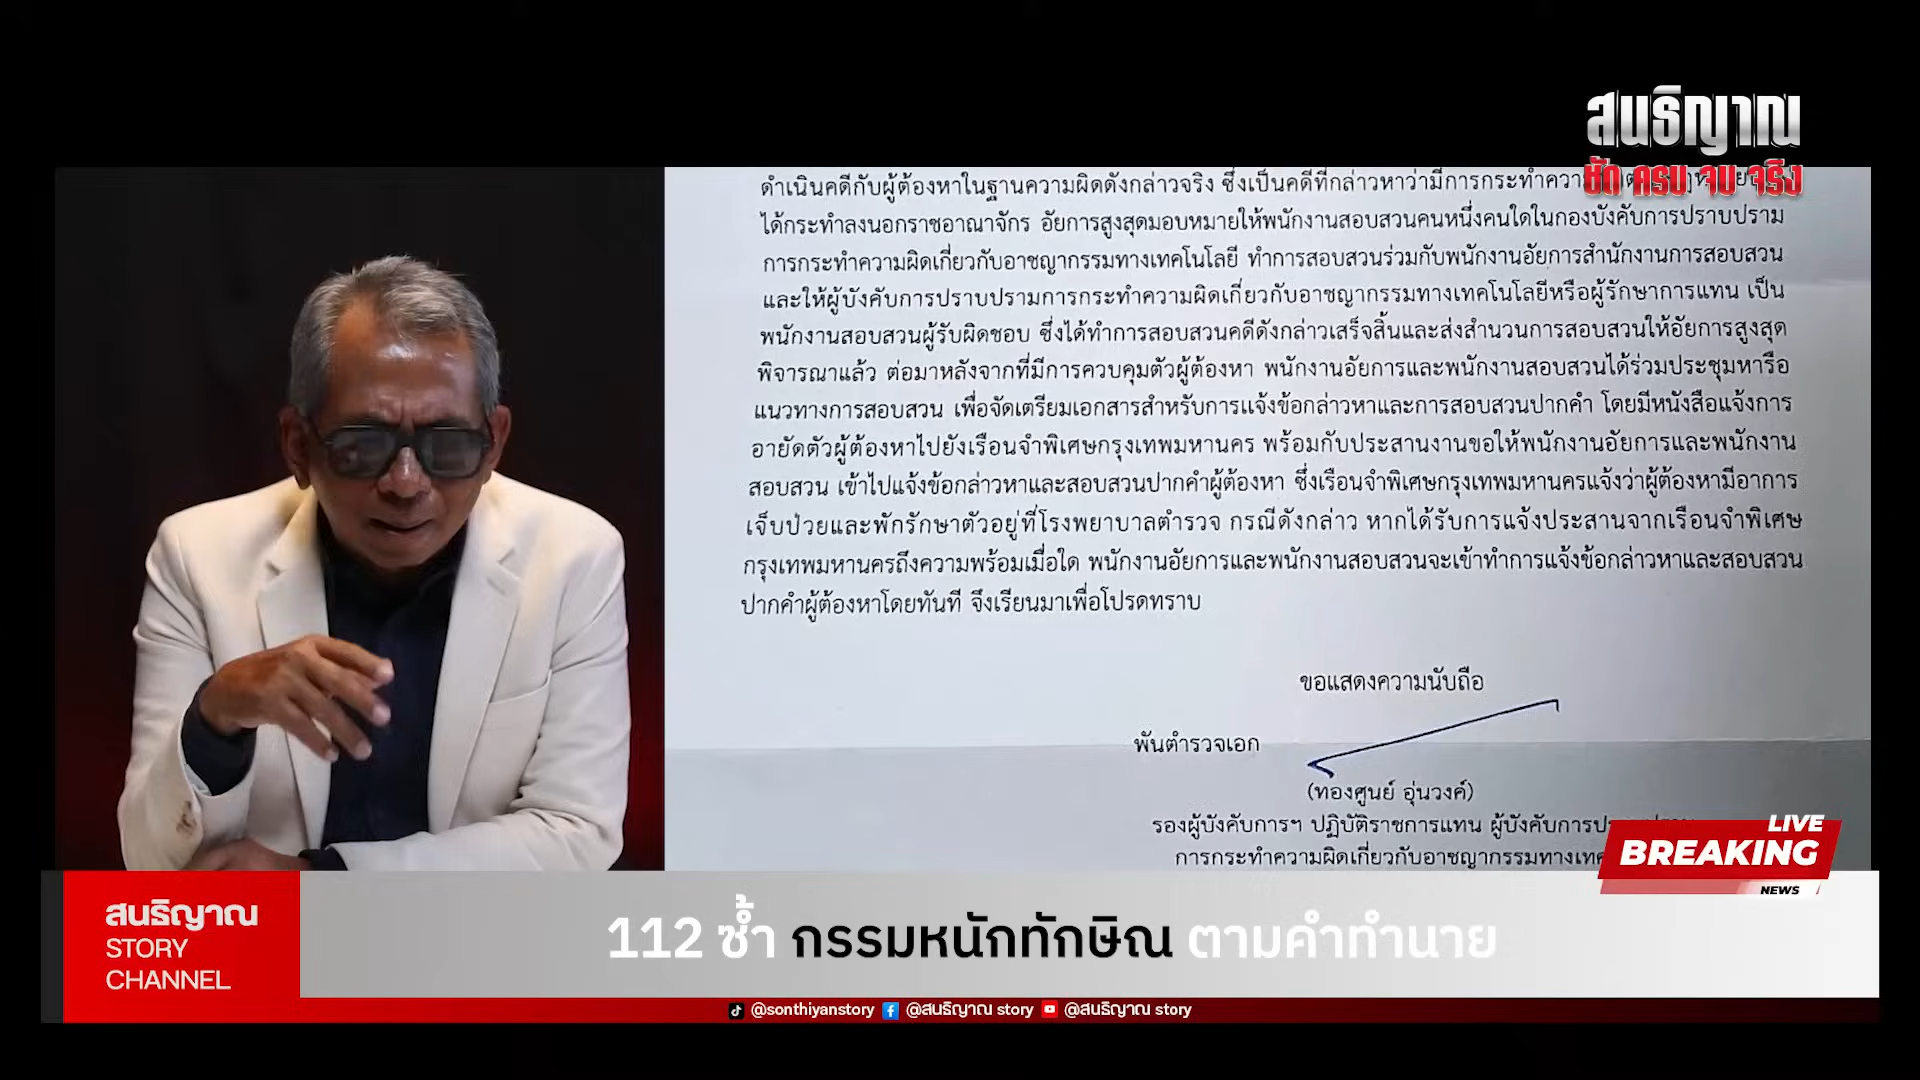 สนธิญาณ
ชัด ครบ จบ จริง
ดำเนินคดีกับผู้ต้องหาในฐานความผิดดังกล่าวจริง ซึ่งเป็นคดีที่กล่าวหาว่ามีการกระทำความ
ได้กระทำลงนอกราชอาณาจักร อัยการสูงสุดมอบหมายให้พนักงานสอบสวนคนหนึ่งคนใดในกองบังคับการปราบปราม
การกระทำความผิดเกี่ยวกับอาชญากรรมทางเทคโนโลยี ทำการสอบสวนร่วมกับพนักงานอัยการสำนักงานการสอบสวน
และให้ผู้บังคับการปราบปรามการกระทำความผิดเกี่ยวกับอาชญากรรมทางเทคโนโลยีหรือผู้รักษาการแทน เป็น
พนักงานสอบสวนผู้รับผิดชอบ ซึ่งได้ทำการสอบสวนคดีดังกล่าวเสร็จสิ้นและส่งสำนวนการสอบสวนให้อัยการสูงสุด
พิจารณาแล้ว ต่อมาหลังจากที่มีการควบคุมตัวผู้ต้องหา พนักงานอัยการและพนักงานสอบสวนได้ร่วมประชุมหารือ
แนวทางการสอบสวน เพื่อจัดเตรียมเอกสารสำหรับการแจ้งข้อกล่าวหาและการสอบสวนปากคำ โดยมีหนังสือแจ้งการ
อายัดตัวผู้ต้องหาไปยังเรือนจำพิเศษกรุงเทพมหานคร พร้อมกับประสานงานขอให้พนักงานอัยการและพนักงาน
สอบสวน เข้าไปแจ้งข้อกล่าวหาและสอบสวนปากคำผู้ต้องหา ซึ่งเรือนจำพิเศษกรุงเทพมหานครแจ้งว่าผู้ต้องหามีอาการ
เจ็บป่วยและพักรักษาตัวอยู่ที่โรงพยาบาลตำรวจ กรณีดังกล่าว หากได้รับการแจ้งประสานจากเรือนจำพิเศษ
กรุงเทพมหานครถึงความพร้อมเมื่อใด พนักงานอัยการและพนักงานสอบสวนจะเข้าทำการแจ้งข้อกล่าวหาและสอบสวน
ปากคำผู้ต้องหาโดยทันที จึงเรียนมาเพื่อโปรดทราบ
ขอแสดงความนับถือ
พันตำรวจเอก
(ทองศูนย์ อุ่นวงค์)
รองผู้บังคับการฯ ปฏิบัติราชการแทน ผู้บังคับการ
การกระทำความผิดเกี่ยวกับอาชญากรรมทาง
LIVE
BREAKING
NEWS
สนธิญาณ
STORY
CHANNEL
112 ซ้ำ กรรมหนักทักษิณ ตามคำทำนาย
@sonthiyanstory @สนธิญาณ story @สนธิญาณ story